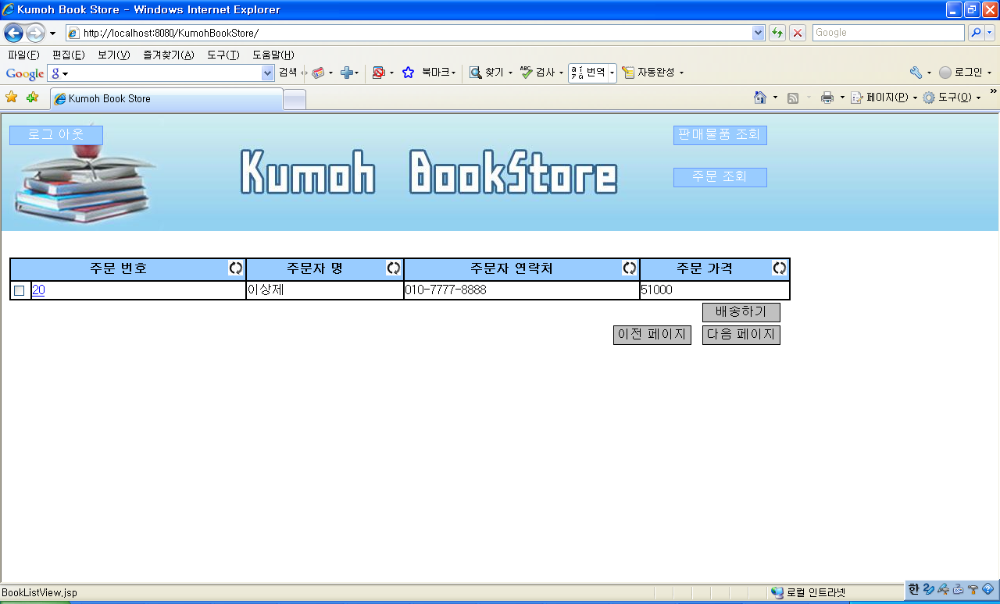 Kumoh Book Store - Windows Internet Explorer
http://localhost:8080/KumohBookStore/
Google
파일(F) 편집(E) 보기(V) 즐겨찾기(A) 도구(T) 도움말(H)
Google 검색 북마크 찾기 검사 번역 자동완성 로그인
Kumoh Book Store 페이지(P) 도구(O)
로그 아웃
Kumoh BookStore
판매물품 조회
주문 조회
주문 번호 주문자 명 주문자 연락처 주문 가격
20 이상제 010-7777-8888 51000
배송하기
이전 페이지 다음 페이지
BookListView.jsp 로컬 인트라넷 한